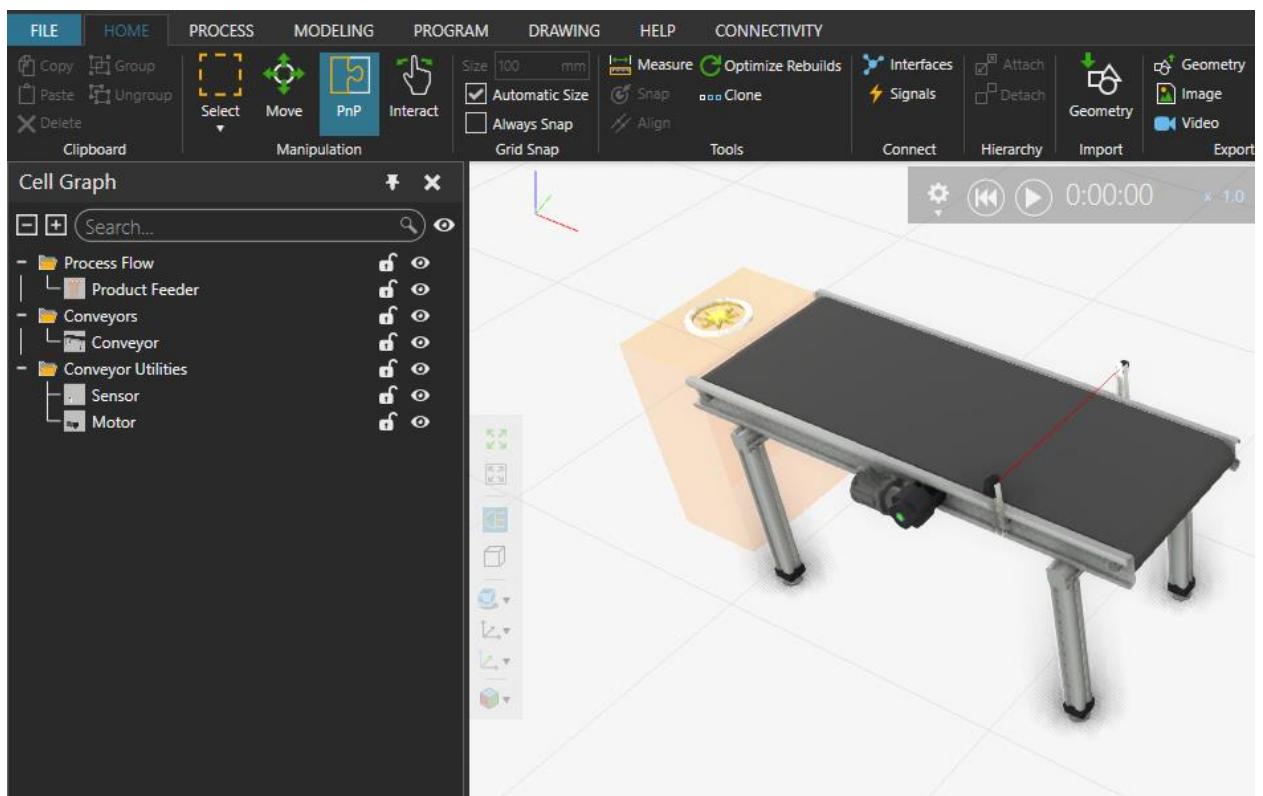 FILE HOME PROCESS MODELING PROGRAM DRAWING HELP CONNECTIVITY
Copy Group Size 100 mm Measure Optimize Rebuilds Interfaces Attach Geometry
Paste Ungroup Select Move PnP Interact Automatic Size Snap Clone Signals Detach Geometry Image
Delete Always Snap Align Video
Clipboard Manipulation Grid Snap Tools Connect Hierarchy Import Export
Cell Graph
0:00:00 x 1.0
Search...
Process Flow
Product Feeder
Conveyors
Conveyor
Conveyor Utilities
Sensor
Motor